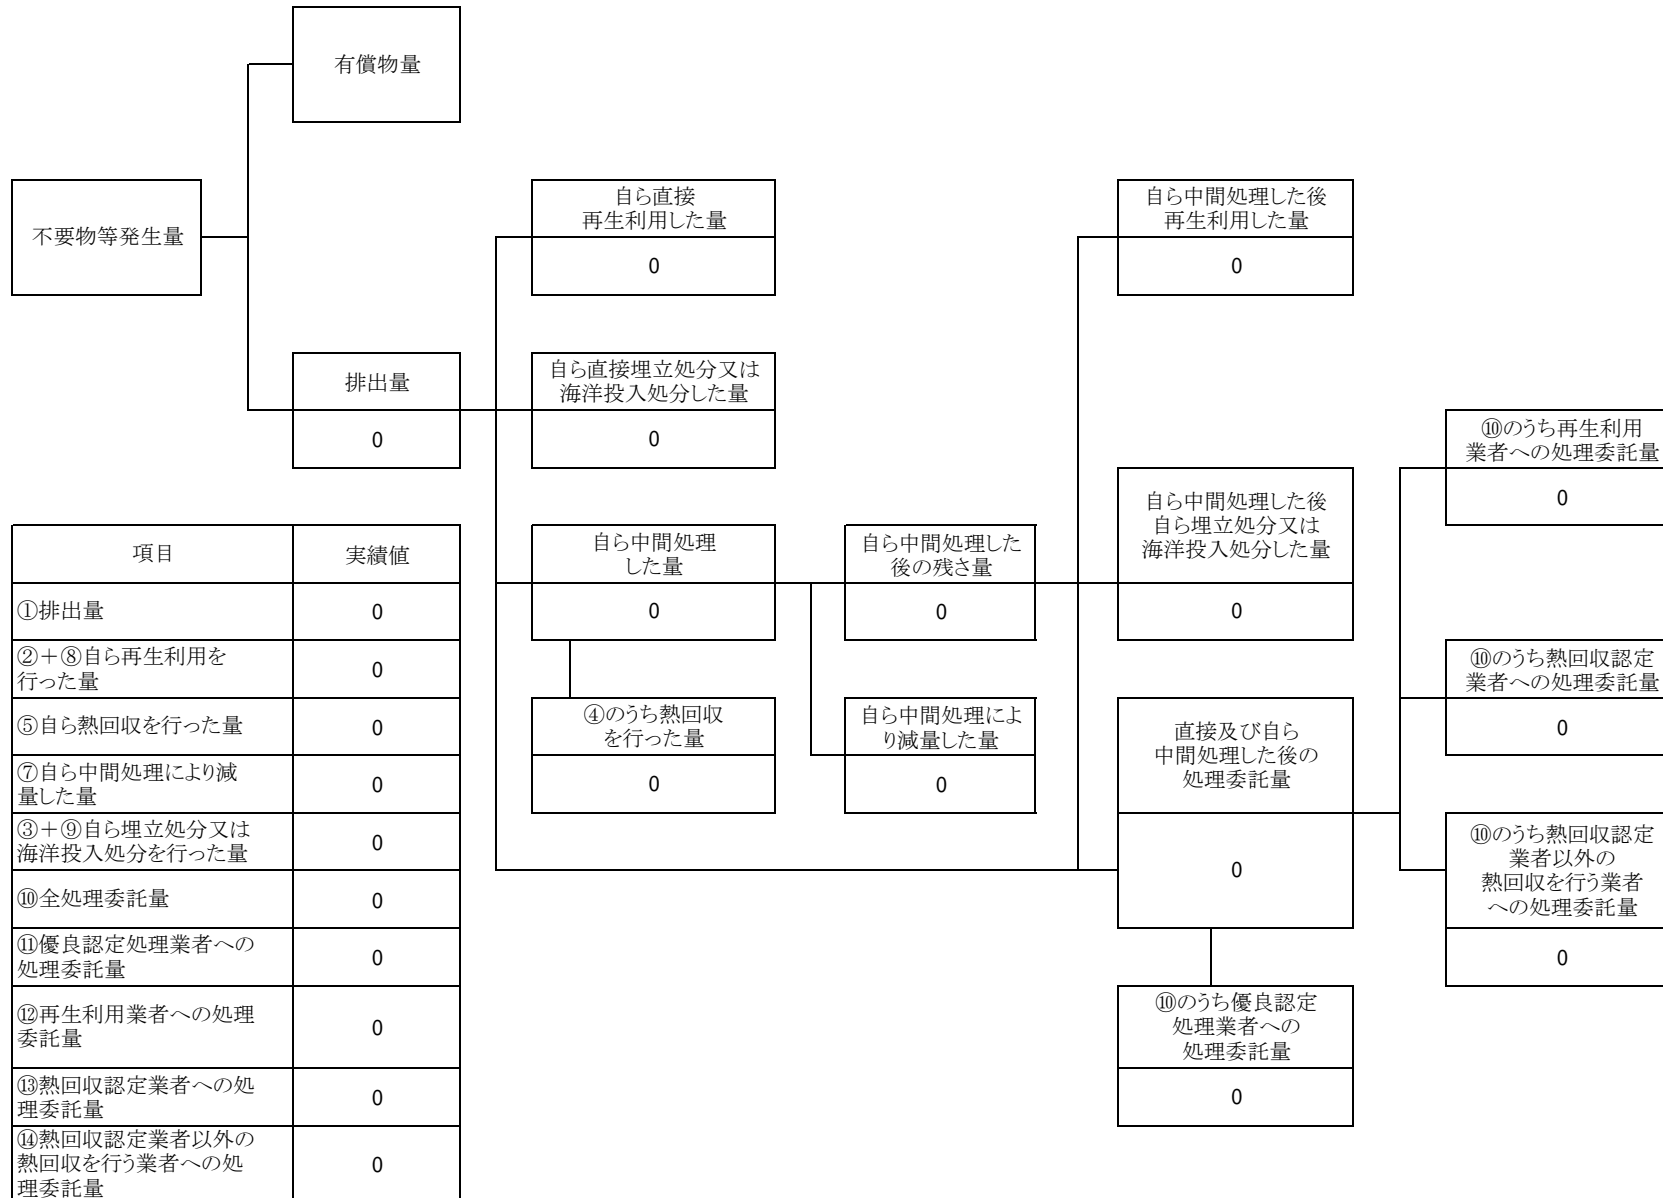 有償物量
不要物等発生量
自ら直接
再生利用した量
0
自ら中間処理した後
再生利用した量
0
排出量
0
自ら直接埋立処分又は
海洋投入処分した量
0
⑩のうち再生利用
業者への処理委託量
0
自ら中間処理した後
自ら埋立処分又は
海洋投入処分した量
0
自ら中間処理
した量
0
自ら中間処理した
後の残さ量
0
⑩のうち熱回収認定
業者への処理委託量
0
④のうち熱回収
を行った量
0
自ら中間処理によ
り減量した量
0
直接及び自ら
中間処理した後の
処理委託量
0
⑩のうち熱回収認定
業者以外の
熱回収を行う業者
への処理委託量
0
⑩のうち優良認定
処理業者への
処理委託量
0
項目
実績値
①排出量
0
②+⑧自ら再生利用を
行った量
0
⑤自ら熱回収を行った量
0
⑦自ら中間処理により減
量した量
0
③+⑨自ら埋立処分又は
海洋投入処分を行った量
0
⑩全処理委託量
0
⑪優良認定処理業者への
処理委託量
0
⑫再生利用業者への処理
委託量
0
⑬熱回収認定業者への処
理委託量
0
⑭熱回収認定業者以外の
熱回収を行う業者への処
理委託量
0